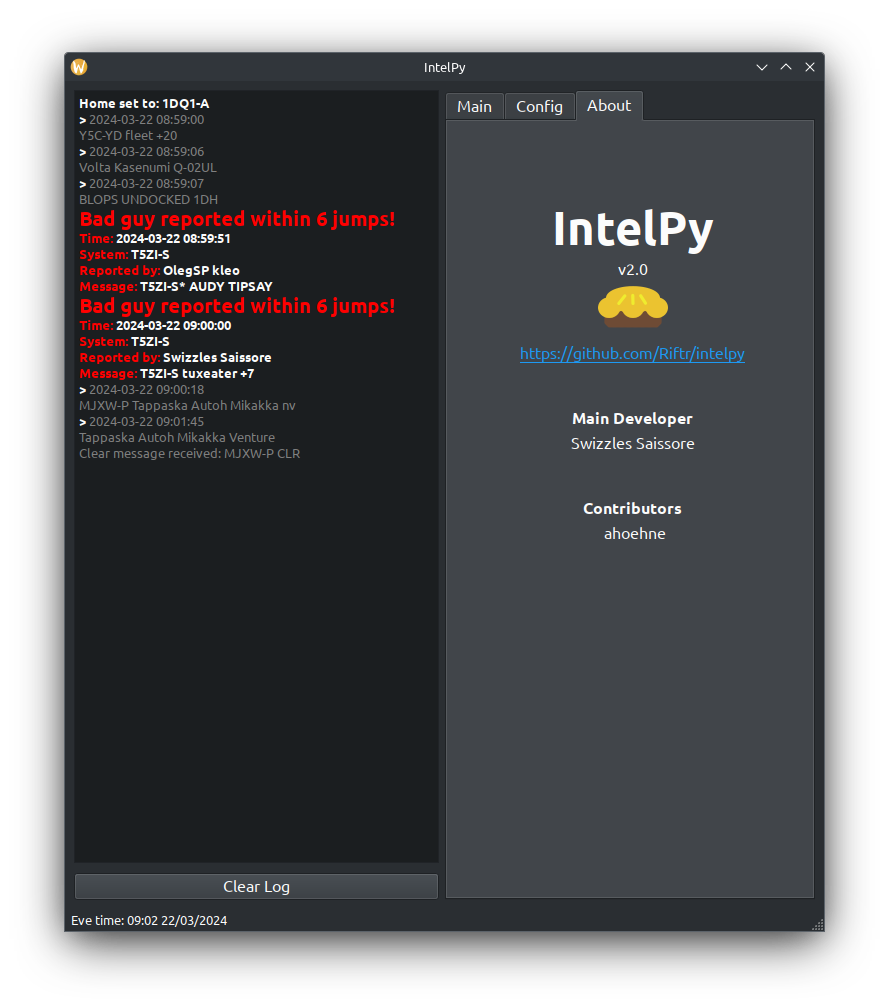 IntelPy
Home set to: 1DQ1-A
> 2024-03-22 08:59:00
Y5C-YD fleet +20
> 2024-03-22 08:59:06
Volta Kasenumi Q-02UL
> 2024-03-22 08:59:07
BLOPS UNDOCKED 1DH
Bad guy reported within 6 jumps!
Time: 2024-03-22 08:59:51
System: T5ZI-S
Reported by: OlegSP kleo
Message: T5ZI-S* AUDY TIPSAY
Bad guy reported within 6 jumps!
Time: 2024-03-22 09:00:00
System: T5ZI-S
Reported by: Swizzles Saissore
Message: T5ZI-S tuxeater +7
> 2024-03-22 09:00:18
MJXW-P Tappaska Autoh Mikakka nv
> 2024-03-22 09:01:45
Tappaska Autoh Mikakka Venture
Clear message received: MJXW-P CLR
Clear Log
Eve time: 09:02 22/03/2024
Main Config About
IntelPy
v2.0
https://github.com/Riftr/intelpy
Main Developer
Swizzles Saissore
Contributors
ahoehne